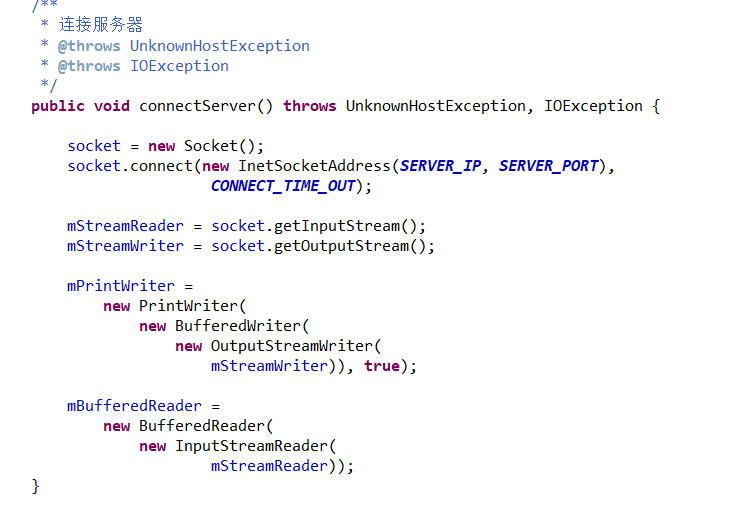 /**
 * 连接服务器
 * @throws UnknownHostException
 * @throws IOException
 */
public void connectServer() throws UnknownHostException, IOException {
    socket = new Socket();
    socket.connect(new InetSocketAddress(SERVER_IP, SERVER_PORT),
                    CONNECT_TIME_OUT);
    mStreamReader = socket.getInputStream();
    mStreamWriter = socket.getOutputStream();
    mPrintWriter =
        new PrintWriter(
            new BufferedWriter(
                new OutputStreamWriter(
                    mStreamWriter)), true);
    mBufferedReader =
        new BufferedReader(
            new InputStreamReader(
                    mStreamReader));
}